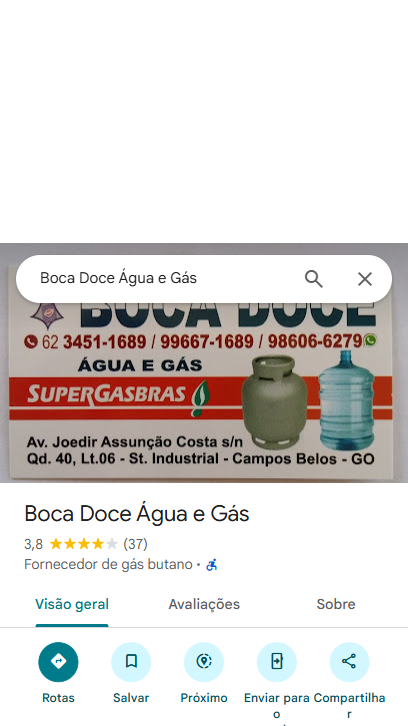 Boca Doce Água e Gás
BOCA DOCE
62 3451-1689 / 99667-1689 / 98606-6279
ÁGUA E GÁS
SUPERGASBRAS
Av. Joedir Assunção Costa s/n
Qd. 40, Lt.06 - St. Industrial - Campos Belos - GO
Boca Doce Água e Gás
3,8 (37)
Fornecedor de gás butano ·
Visão geral Avaliações Sobre
Rotas Salvar Próximo Enviar para o Compartilhar